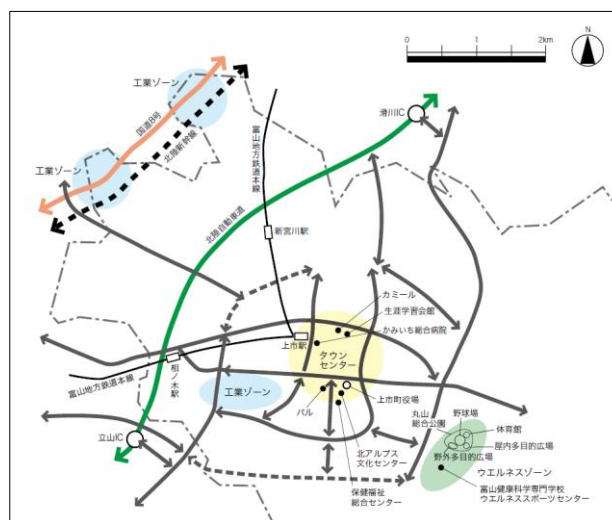 0
1
2km
N
工業ゾーン
国道8号
北陸新幹線
工業ゾーン
富山地方鉄道本線
滑川IC
北陸自動車道
新宮川駅
カミール
生涯学習会館
かみいち総合病院
上市駅
タウン
センター
相ノ木駅
富山地方鉄道本線
工業ゾーン
パル
上市町役場
立山IC
北アルプス
文化センター
保健福祉
総合センター
丸山
総合公園
野球場
体育館
屋内多目的広場
野外多目的広場
ウエルネスゾーン
富山健康科学専門学校
ウエルネススポーツセンター